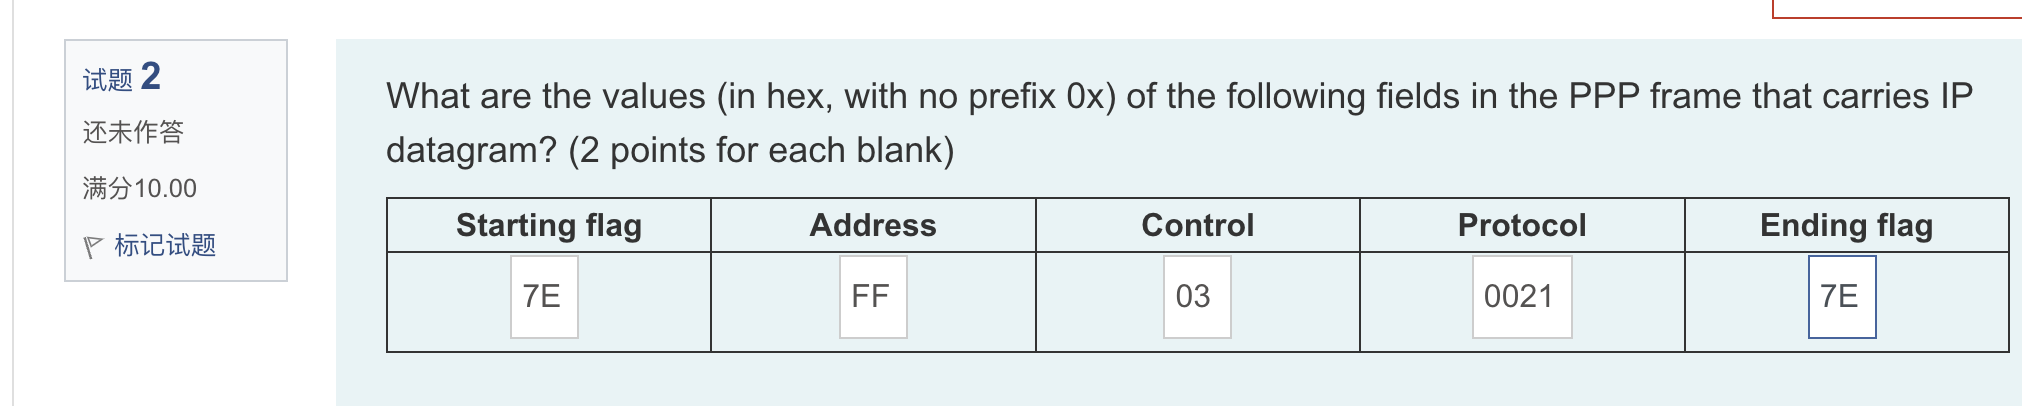 试题 2
还未作答
满分10.00
标记试题
What are the values (in hex, with no prefix 0x) of the following fields in the PPP frame that carries IP
datagram? (2 points for each blank)
Starting flag Address Control Protocol Ending flag
7E FF 03 0021 7E